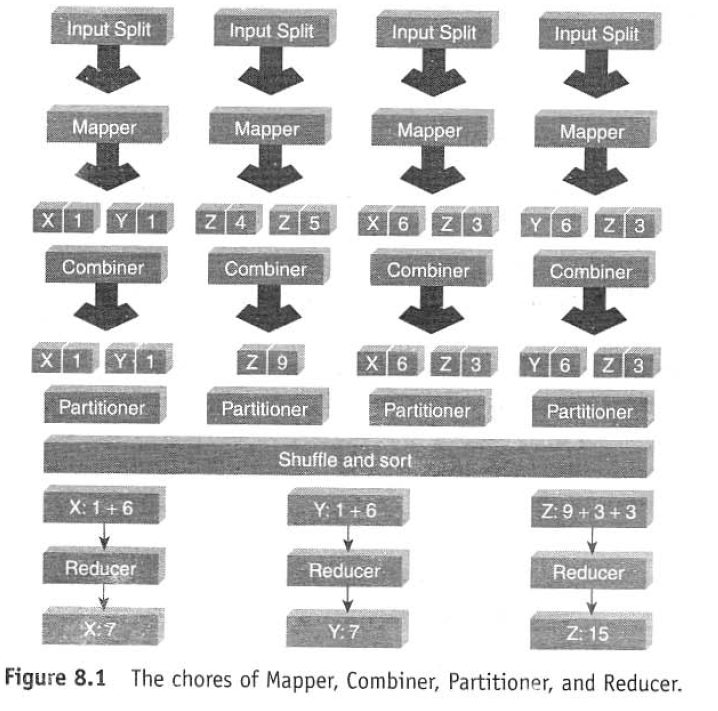 Input Split Input Split Input Split Input Split
Mapper Mapper Mapper Mapper
X 1 Y 1 Z 4 Z 5 X 6 Z 3 Y 6 Z 3
Combiner Combiner Combiner Combiner
X 1 Y 1 Z 9 X 6 Z 3 Y 6 Z 3
Partitioner Partitioner Partitioner Partitioner
Shuffle and sort
X: 1 + 6 Y: 1 + 6 Z: 9 + 3 + 3
Reducer Reducer Reducer
X: 7 Y: 7 Z: 15
Figure 8.1 The chores of Mapper, Combiner, Partitioner, and Reducer.